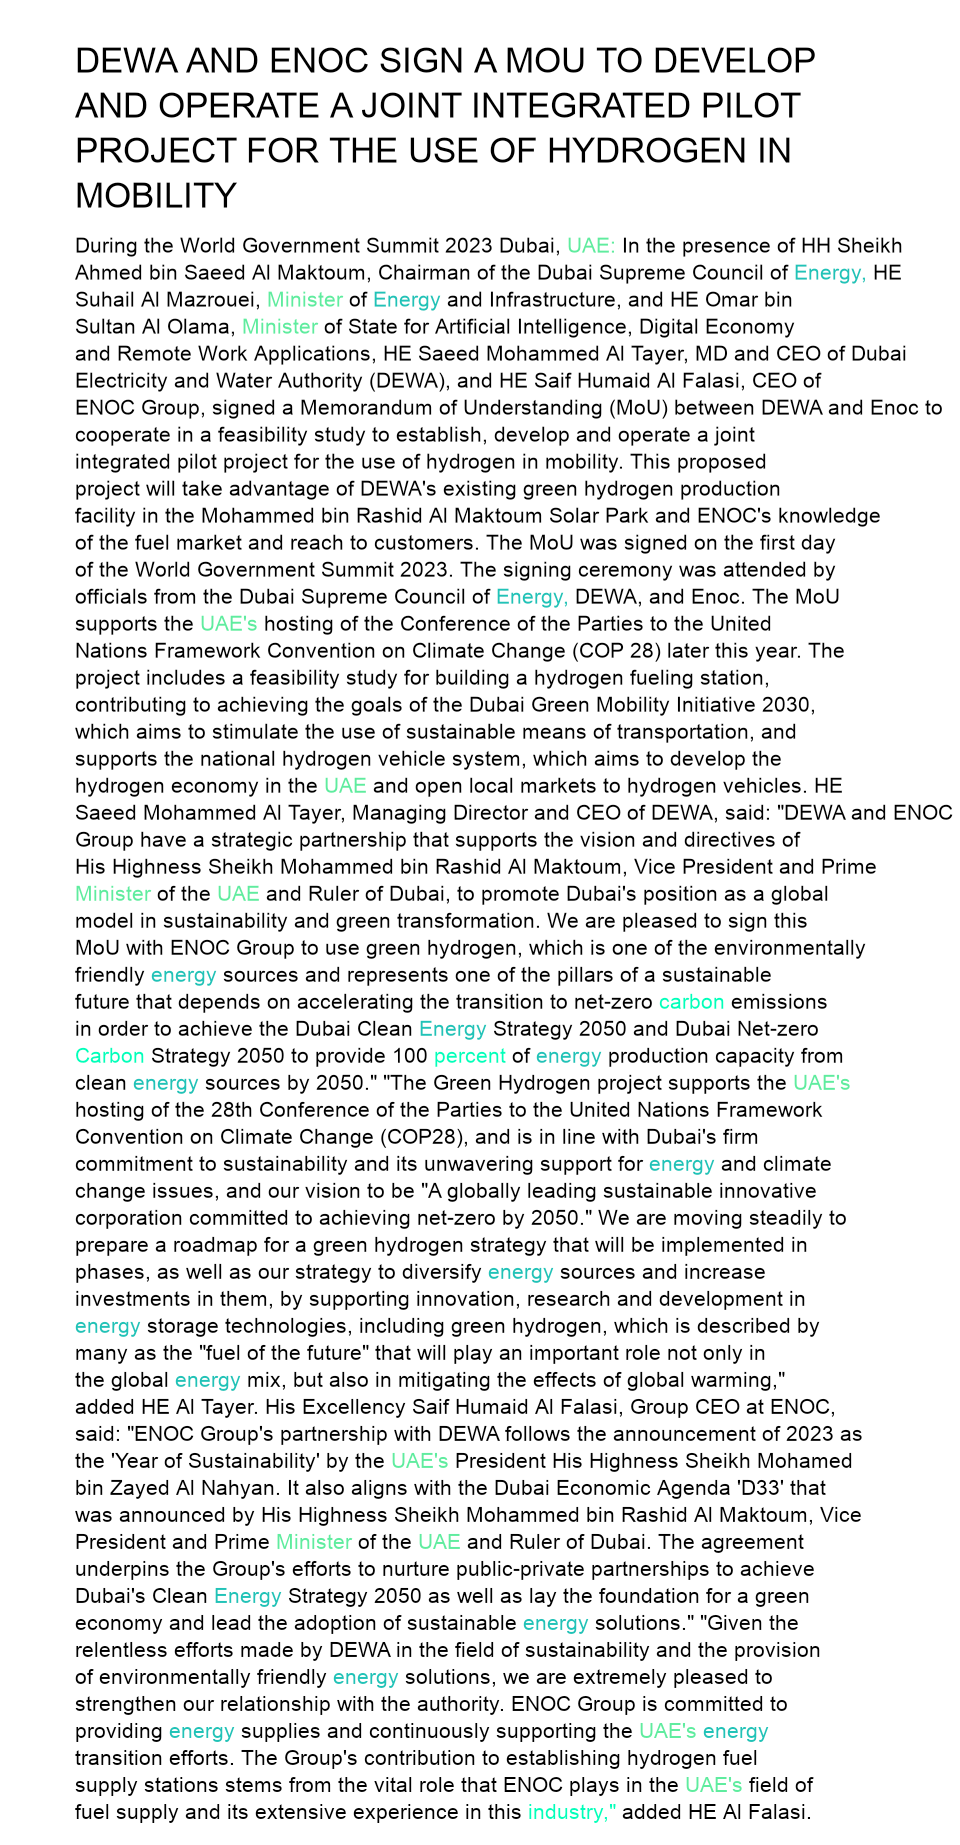 DEWA AND ENOC SIGN A MOU TO DEVELOP
AND OPERATE A JOINT INTEGRATED PILOT
PROJECT FOR THE USE OF HYDROGEN IN
MOBILITY
During the World Government Summit 2023 Dubai, UAE: In the presence of HH Sheikh
Ahmed bin Saeed Al Maktoum, Chairman of the Dubai Supreme Council of Energy, HE
Suhail Al Mazrouei, Minister of Energy and Infrastructure, and HE Omar bin
Sultan Al Olama, Minister of State for Artificial Intelligence, Digital Economy
and Remote Work Applications, HE Saeed Mohammed Al Tayer, MD and CEO of Dubai
Electricity and Water Authority (DEWA), and HE Saif Humaid Al Falasi, CEO of
ENOC Group, signed a Memorandum of Understanding (MoU) between DEWA and Enoc to
cooperate in a feasibility study to establish, develop and operate a joint
integrated pilot project for the use of hydrogen in mobility. This proposed
project will take advantage of DEWA's existing green hydrogen production
facility in the Mohammed bin Rashid Al Maktoum Solar Park and ENOC's knowledge
of the fuel market and reach to customers. The MoU was signed on the first day
of the World Government Summit 2023. The signing ceremony was attended by
officials from the Dubai Supreme Council of Energy, DEWA, and Enoc. The MoU
supports the UAE's hosting of the Conference of the Parties to the United
Nations Framework Convention on Climate Change (COP 28) later this year. The
project includes a feasibility study for building a hydrogen fueling station,
contributing to achieving the goals of the Dubai Green Mobility Initiative 2030,
which aims to stimulate the use of sustainable means of transportation, and
supports the national hydrogen vehicle system, which aims to develop the
hydrogen economy in the UAE and open local markets to hydrogen vehicles. HE
Saeed Mohammed Al Tayer, Managing Director and CEO of DEWA, said: "DEWA and ENOC
Group have a strategic partnership that supports the vision and directives of
His Highness Sheikh Mohammed bin Rashid Al Maktoum, Vice President and Prime
Minister of the UAE and Ruler of Dubai, to promote Dubai's position as a global
model in sustainability and green transformation. We are pleased to sign this
MoU with ENOC Group to use green hydrogen, which is one of the environmentally
friendly energy sources and represents one of the pillars of a sustainable
future that depends on accelerating the transition to net-zero carbon emissions
in order to achieve the Dubai Clean Energy Strategy 2050 and Dubai Net-zero
Carbon Strategy 2050 to provide 100 percent of energy production capacity from
clean energy sources by 2050." "The Green Hydrogen project supports the UAE's
hosting of the 28th Conference of the Parties to the United Nations Framework
Convention on Climate Change (COP28), and is in line with Dubai's firm
commitment to sustainability and its unwavering support for energy and climate
change issues, and our vision to be "A globally leading sustainable innovative
corporation committed to achieving net-zero by 2050." We are moving steadily to
prepare a roadmap for a green hydrogen strategy that will be implemented in
phases, as well as our strategy to diversify energy sources and increase
investments in them, by supporting innovation, research and development in
energy storage technologies, including green hydrogen, which is described by
many as the "fuel of the future" that will play an important role not only in
the global energy mix, but also in mitigating the effects of global warming,"
added HE Al Tayer. His Excellency Saif Humaid Al Falasi, Group CEO at ENOC,
said: "ENOC Group's partnership with DEWA follows the announcement of 2023 as
the 'Year of Sustainability' by the UAE's President His Highness Sheikh Mohamed
bin Zayed Al Nahyan. It also aligns with the Dubai Economic Agenda 'D33' that
was announced by His Highness Sheikh Mohammed bin Rashid Al Maktoum, Vice
President and Prime Minister of the UAE and Ruler of Dubai. The agreement
underpins the Group's efforts to nurture public-private partnerships to achieve
Dubai's Clean Energy Strategy 2050 as well as lay the foundation for a green
economy and lead the adoption of sustainable energy solutions." "Given the
relentless efforts made by DEWA in the field of sustainability and the provision
of environmentally friendly energy solutions, we are extremely pleased to
strengthen our relationship with the authority. ENOC Group is committed to
providing energy supplies and continuously supporting the UAE's energy
transition efforts. The Group's contribution to establishing hydrogen fuel
supply stations stems from the vital role that ENOC plays in the UAE's field of
fuel supply and its extensive experience in this industry," added HE Al Falasi.